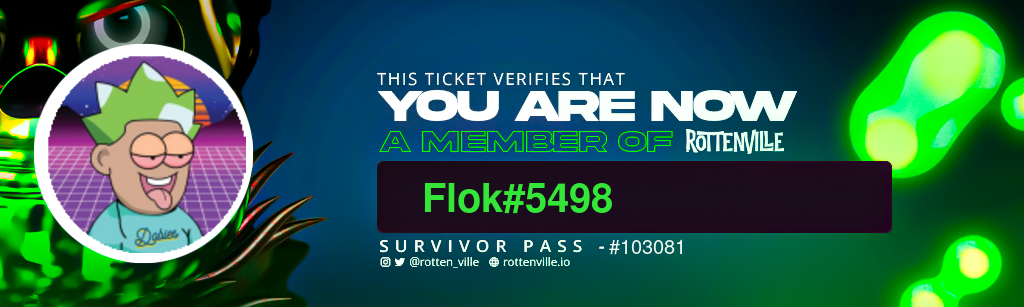 THIS TICKET VERIFIES THAT
YOU ARE NOW
A MEMBER OF ROTTENVILLE
Flok#5498
SURVIVOR PASS - #103081
@rotten_ville rottenville.io